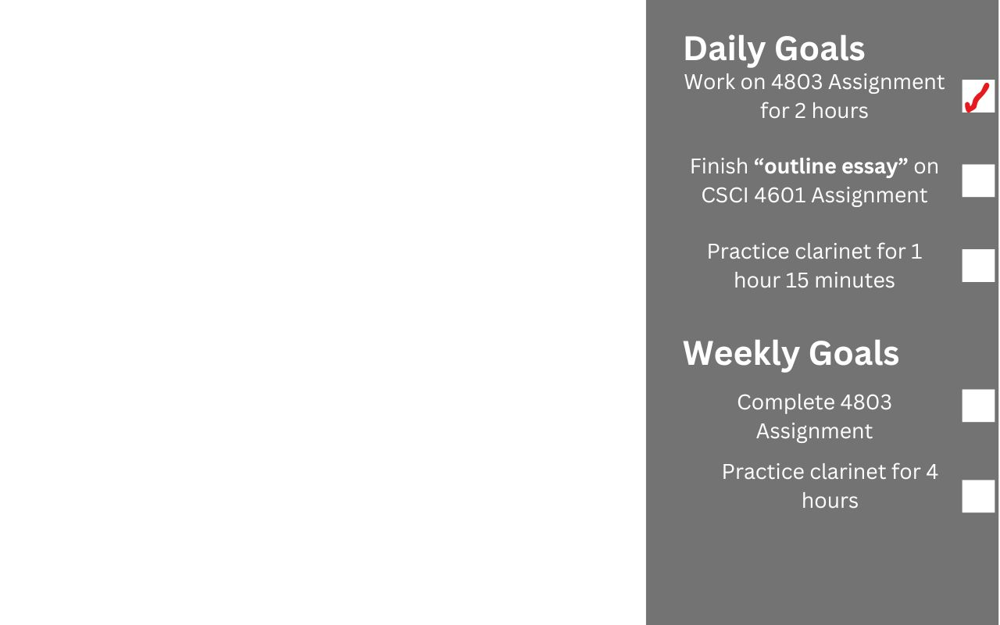 Daily Goals
Work on 4803 Assignment
for 2 hours
Finish “outline essay” on
CSCI 4601 Assignment
Practice clarinet for 1
hour 15 minutes
Weekly Goals
Complete 4803
Assignment
Practice clarinet for 4
hours